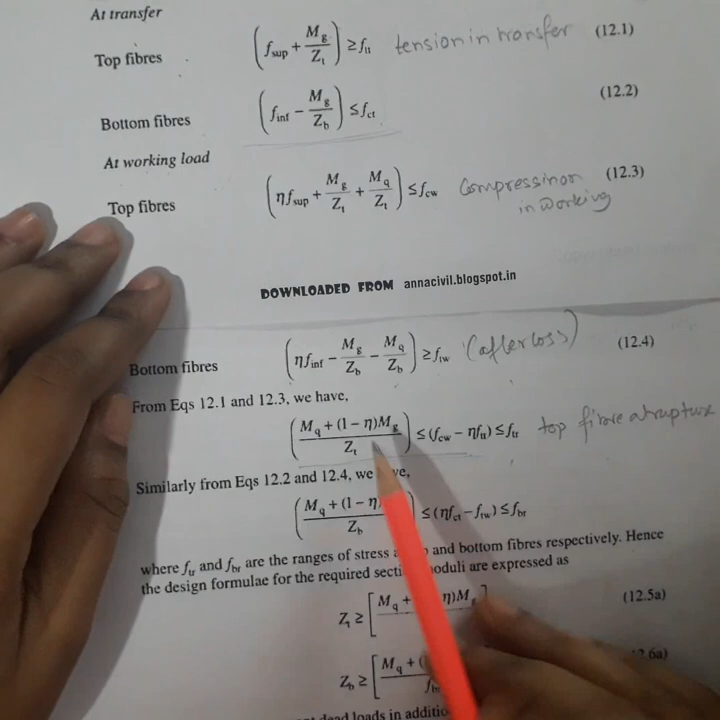 At transfer
Top fibres (f_sup + M_g/Z_t) ≥ f_tt tension in transfer (12.1)
Bottom fibres (f_inf − M_g/Z_b) ≤ f_ct (12.2)
At working load
Top fibres (ηf_sup + M_g/Z_t + M_q/Z_t) ≤ f_cw Compression in working (12.3)
DOWNLOADED FROM annacivil.blogspot.in
Bottom fibres (ηf_inf − M_g/Z_b − M_q/Z_b) ≥ f_tw (after loss) (12.4)
From Eqs 12.1 and 12.3, we have,
(M_q + (1 − η)M_g / Z_t) ≤ (f_cw − ηf_tt) ≤ f_tr top fibre at rupture
Similarly from Eqs 12.2 and 12.4, we
(M_q + (1 − η) / Z_b) ≤ (ηf_ct − f_tw) ≤ f_br
where f_tr and f_br are the ranges of stress and bottom fibres respectively. Hence
the design formulae for the required moduli are expressed as
Z_t ≥ [M_q + η)M (12.5a)
Z_b ≥ [M_q + ( 6a)
dead loads in